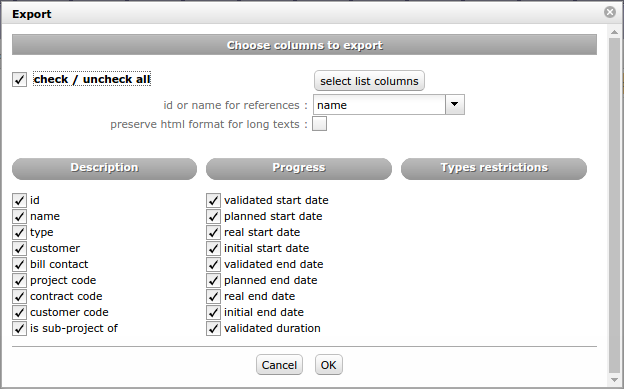 Export
Choose columns to export
check / uncheck all
select list columns
id or name for references :
name
preserve html format for long texts :
Description
Progress
Types restrictions
id
name
type
customer
bill contact
project code
contract code
customer code
is sub-project of
validated start date
planned start date
real start date
initial start date
validated end date
planned end date
real end date
initial end date
validated duration
Cancel
OK